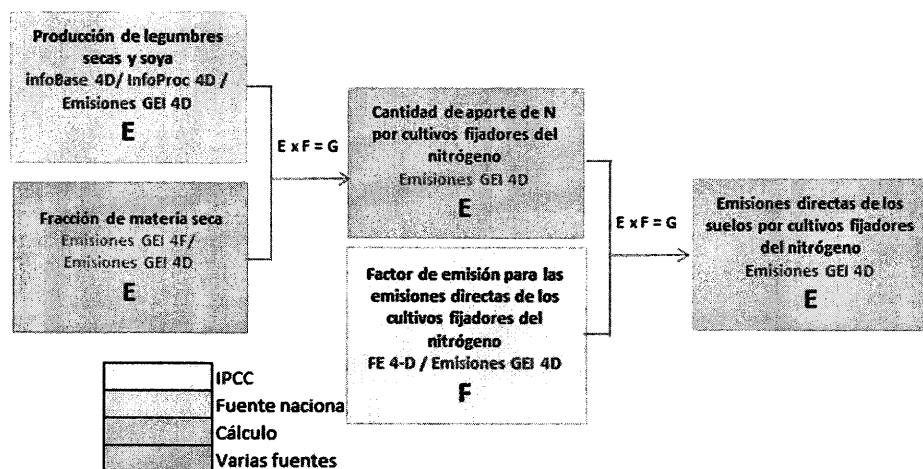 Producción de legumbres
secas y soya
infoBase 4D/ InfoProc 4D /
Emisiones GEI 4D
E
Fracción de materia seca
Emisiones GEI 4F/
Emisiones GEI 4D
E
E x F = G
Cantidad de aporte de N
por cultivos fijadores del
nitrógeno
Emisiones GEI 4D
E
Factor de emisión para las
emisiones directas de los
cultivos fijadores del
nitrógeno
FE 4-D / Emisiones GEI 4D
F
E x F = G
Emisiones directas de los
suelos por cultivos fijadores
del nitrógeno
Emisiones GEI 4D
E
IPCC
Fuente naciona
Cálculo
Varias fuentes